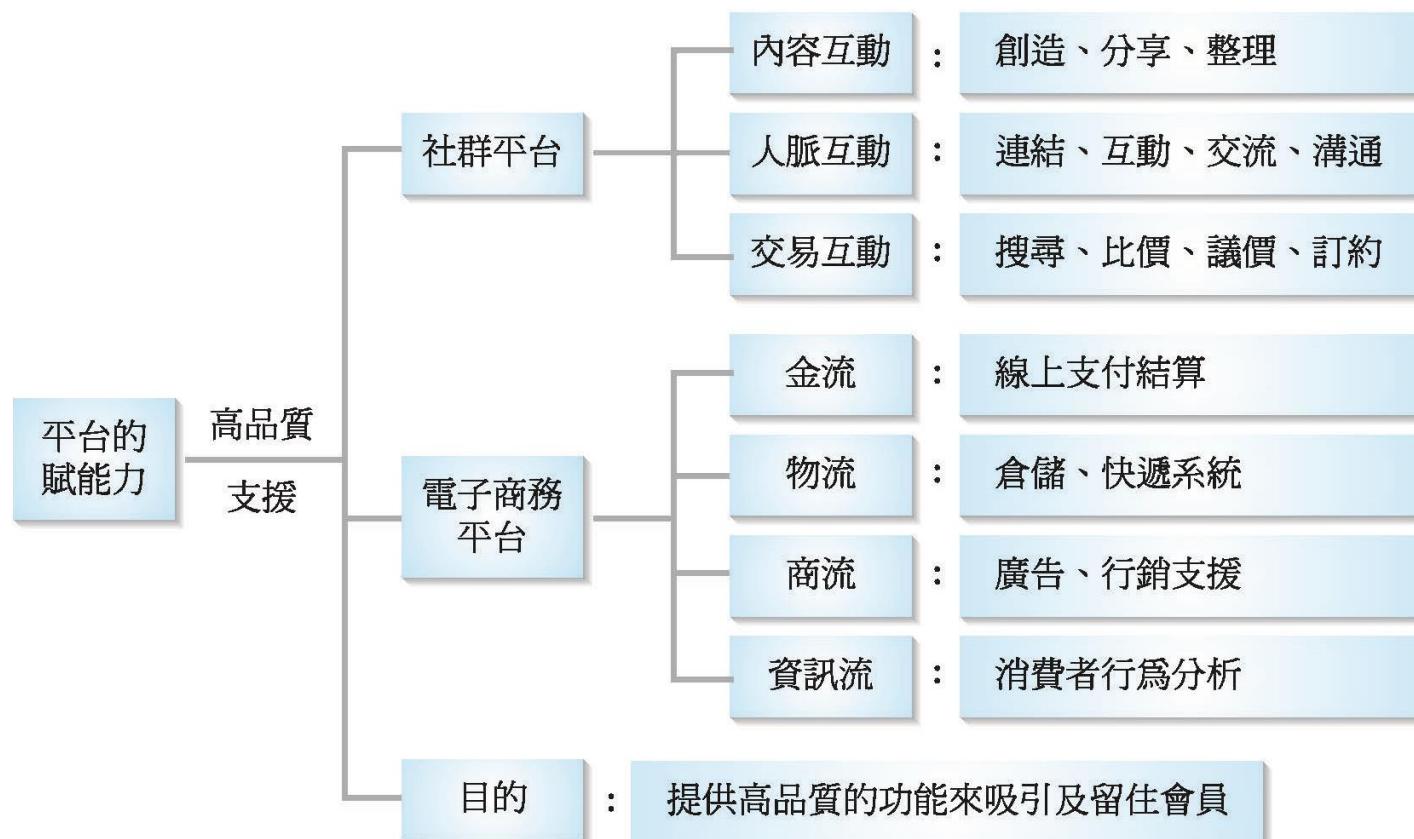 內容互動 : 創造、分享、整理
社群平台
人脈互動 : 連結、互動、交流、溝通
交易互動 : 搜尋、比價、議價、訂約
金流 : 線上支付結算
平台的
賦能力
高品質
支援
物流 : 倉儲、快遞系統
電子商務
平台
商流 : 廣告、行銷支援
資訊流 : 消費者行爲分析
目的 : 提供高品質的功能來吸引及留住會員